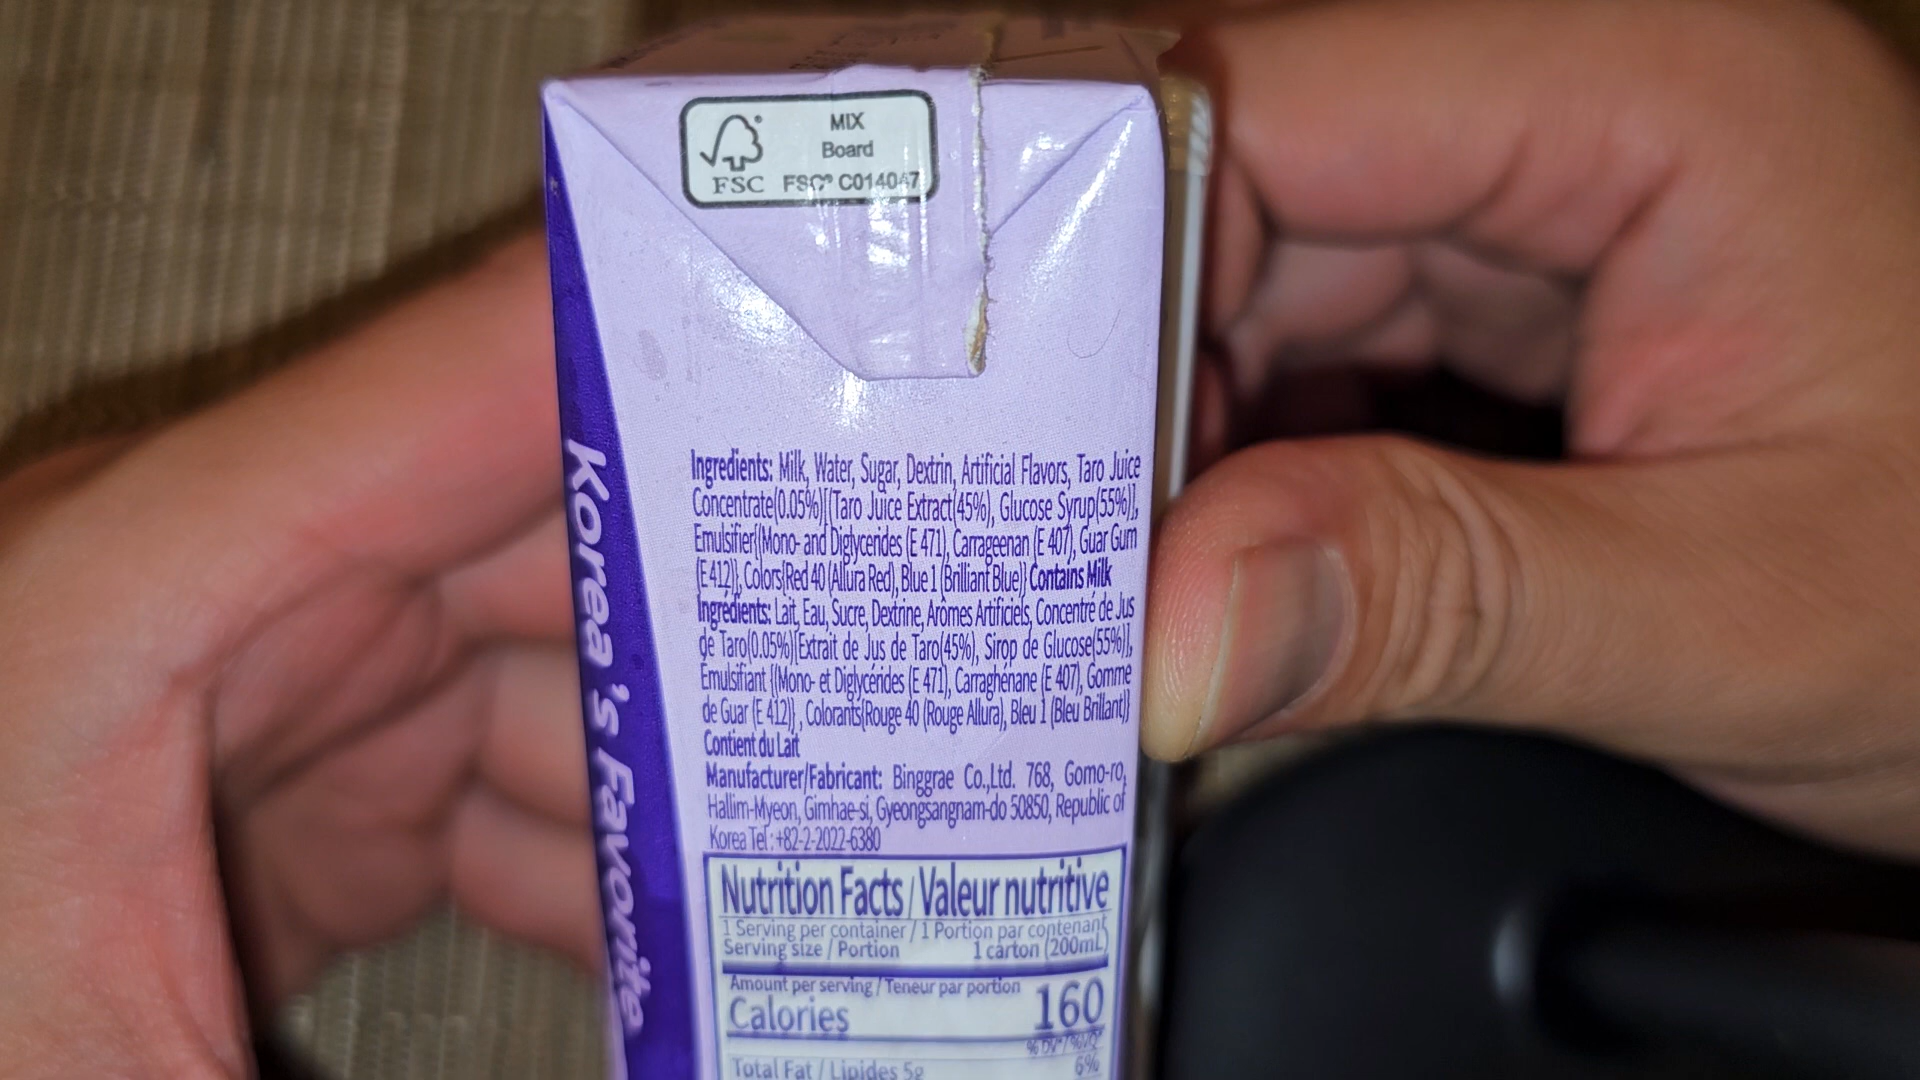 MIX
Board
FSC FSC® C014047
Korea's Favorite
Ingredients: Milk, Water, Sugar, Dextrin, Artificial Flavors, Taro Juice
Concentrate(0.05%)[(Taro Juice Extract(45%), Glucose Syrup(55%)],
Emulsifier{(Mono- and Diglycerides (E 471), Carrageenan (E 407), Guar Gum
(E 412)}, Colors{Red 40 (Allura Red), Blue 1 (Brilliant Blue)} Contains Milk
Ingrédients: Lait, Eau, Sucre, Dextrine, Arômes Artificiels, Concentré de Jus
de Taro(0.05%)[Extrait de Jus de Taro(45%), Sirop de Glucose(55%)],
Emulsifiant {(Mono- et Diglycérides (E 471), Carraghénane (E 407), Gomme
de Guar (E 412)} , Colorants{Rouge 40 (Rouge Allura), Bleu 1 (Bleu Brillant)}
Contient du Lait
Manufacturer/Fabricant: Binggrae Co.,Ltd. 768, Gomo-ro,
Hallim-Myeon, Gimhae-si, Gyeongsangnam-do 50850, Republic of
Korea Tel : +82-2-2022-6380
Nutrition Facts / Valeur nutritive
1 Serving per container / 1 Portion par contenant
Serving size / Portion 1 carton (200mL)
Amount per serving / Teneur par portion
Calories 160
% DV* / % VQ*
Total Fat / Lipides 5g 6%